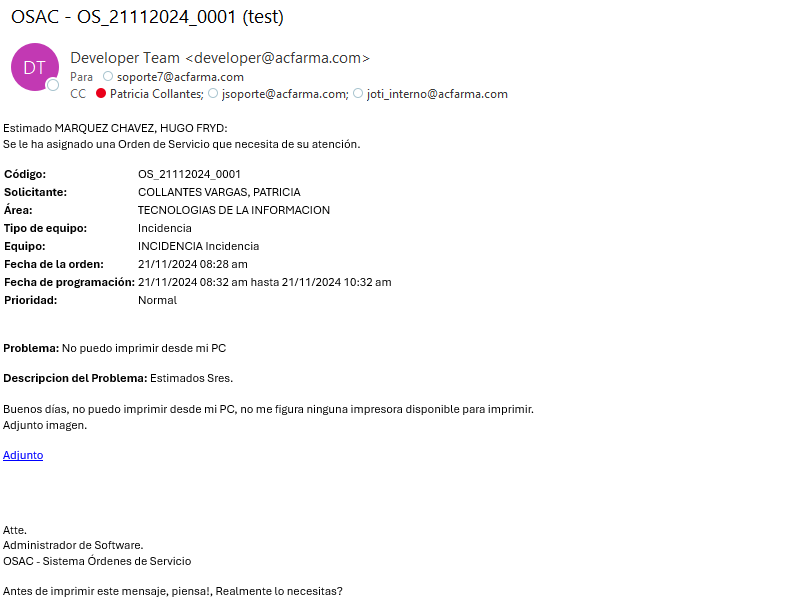 OSAC - OS_21112024_0001 (test)
DT
Developer Team <developer@acfarma.com>
Para soporte7@acfarma.com
CC Patricia Collantes; jsoporte@acfarma.com; joti_interno@acfarma.com
Estimado MARQUEZ CHAVEZ, HUGO FRYD:
Se le ha asignado una Orden de Servicio que necesita de su atención.
Código: OS_21112024_0001
Solicitante: COLLANTES VARGAS, PATRICIA
Área: TECNOLOGIAS DE LA INFORMACION
Tipo de equipo: Incidencia
Equipo: INCIDENCIA Incidencia
Fecha de la orden: 21/11/2024 08:28 am
Fecha de programación: 21/11/2024 08:32 am hasta 21/11/2024 10:32 am
Prioridad: Normal
Problema: No puedo imprimir desde mi PC
Descripcion del Problema: Estimados Sres.
Buenos días, no puedo imprimir desde mi PC, no me figura ninguna impresora disponible para imprimir.
Adjunto imagen.
Adjunto
Atte.
Administrador de Software.
OSAC - Sistema Órdenes de Servicio
Antes de imprimir este mensaje, piensa!, Realmente lo necesitas?